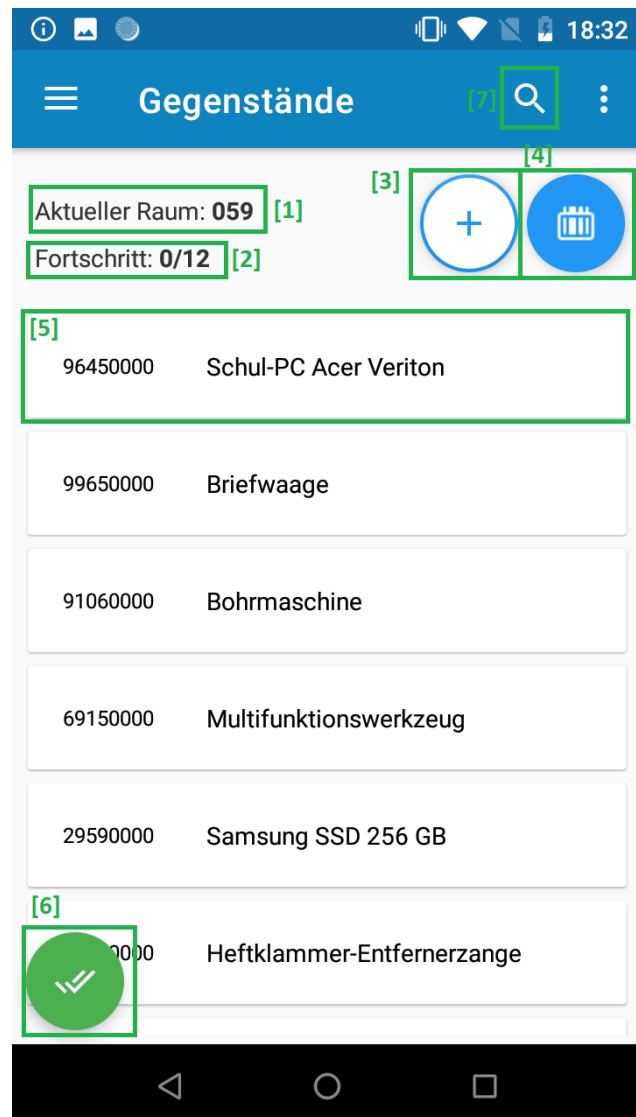 18:32
Gegenstände [7]
[4]
[3]
Aktueller Raum: 059 [1]
Fortschritt: 0/12 [2]
[5]
96450000 Schul-PC Acer Veriton
99650000 Briefwaage
91060000 Bohrmaschine
69150000 Multifunktionswerkzeug
29590000 Samsung SSD 256 GB
[6]
Heftklammer-Entfernerzange